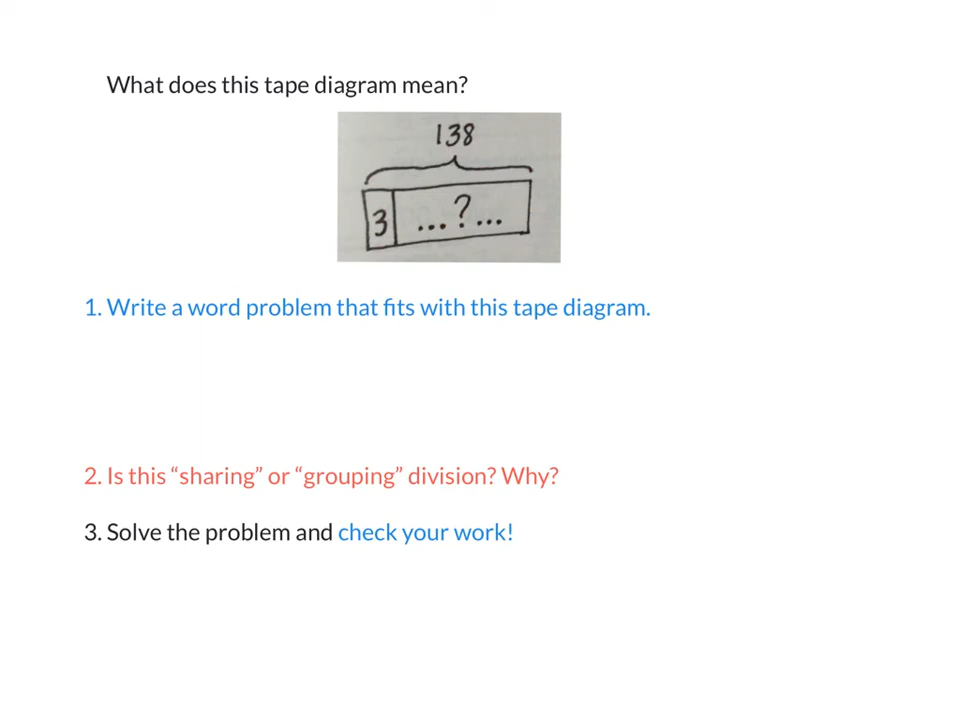 What does this tape diagram mean?
138
3 ...?...
1. Write a word problem that fits with this tape diagram.
2. Is this “sharing” or “grouping” division? Why?
3. Solve the problem and check your work!